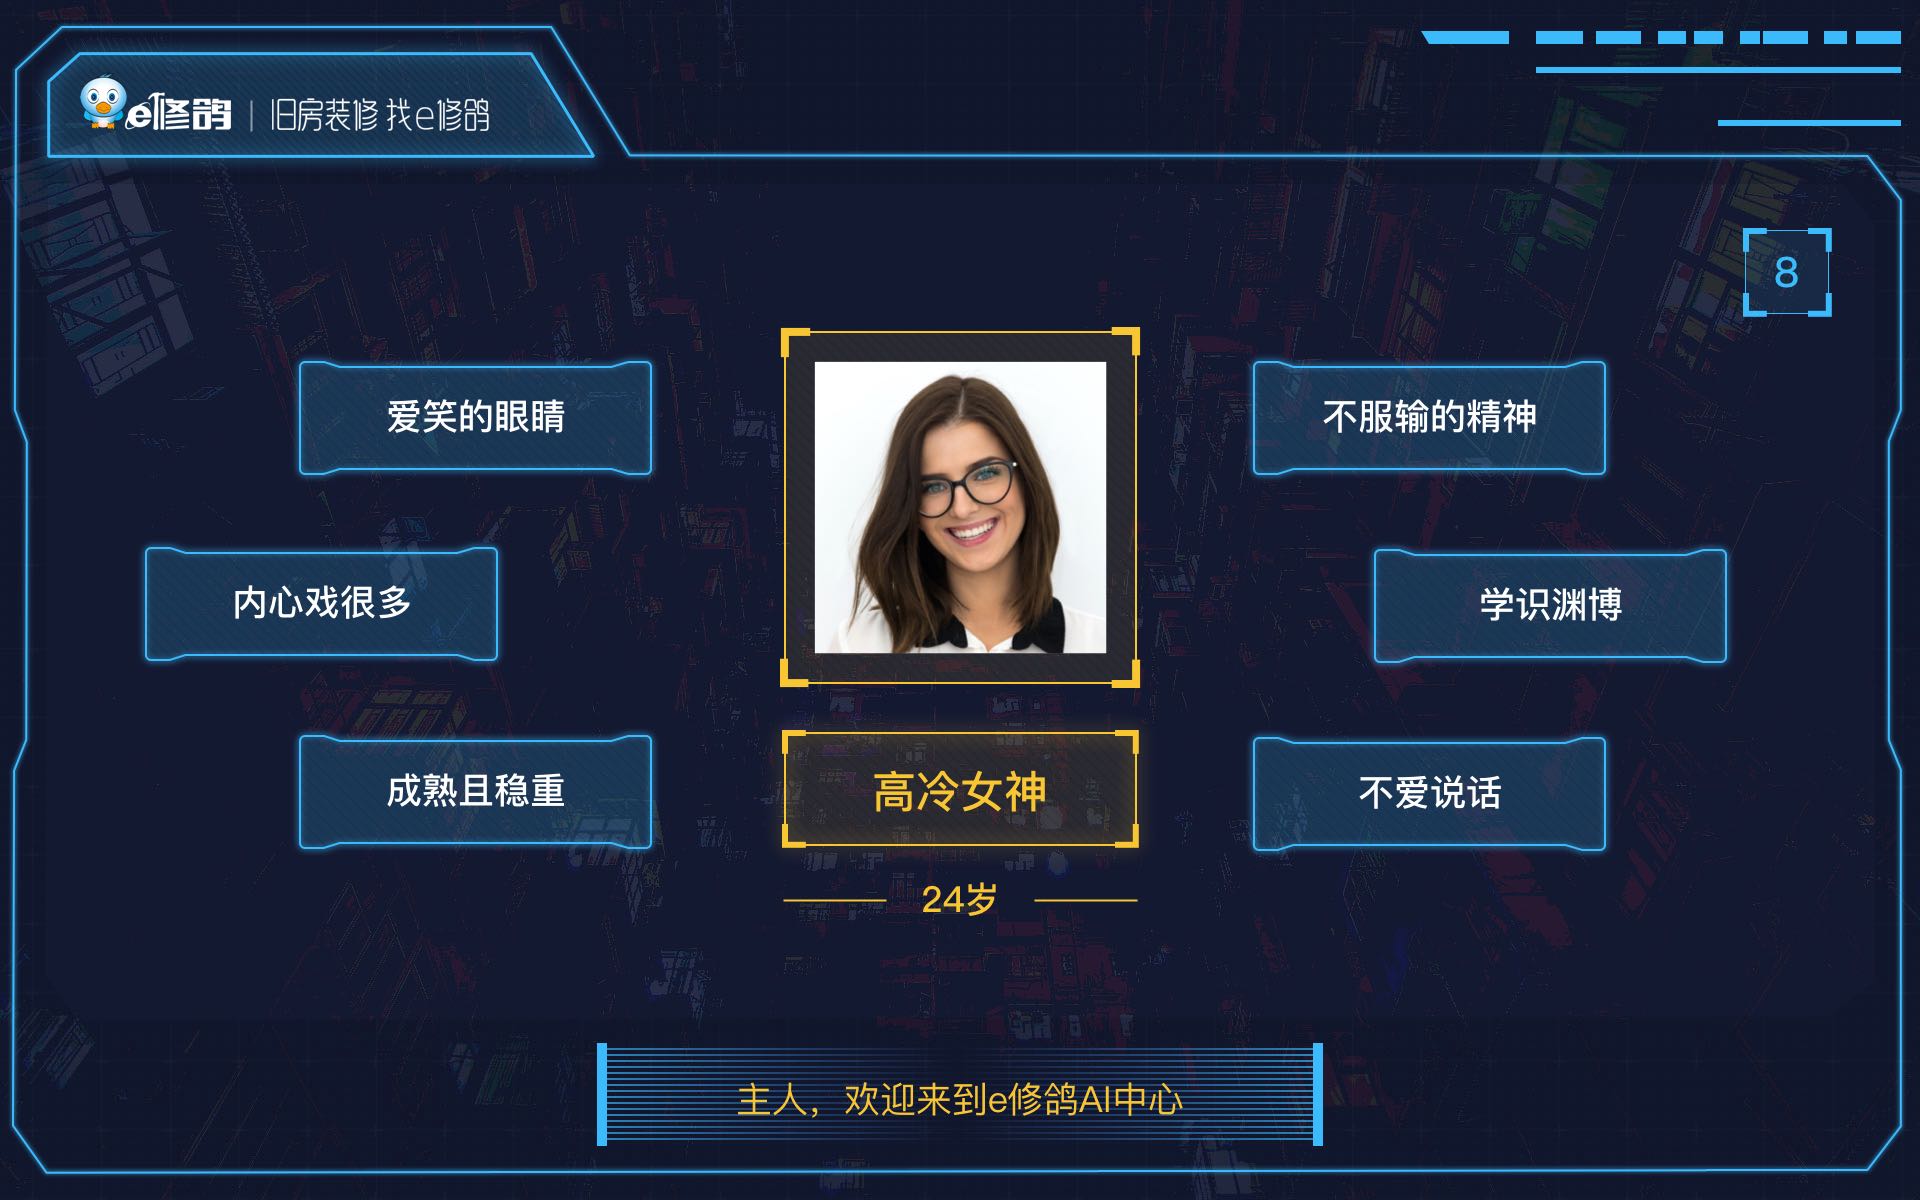 e修鸽 | 旧房装修 找e修鸽
8
爱笑的眼睛
不服输的精神
内心戏很多
学识渊博
成熟且稳重
高冷女神
不爱说话
24岁
主人，欢迎来到e修鸽AI中心